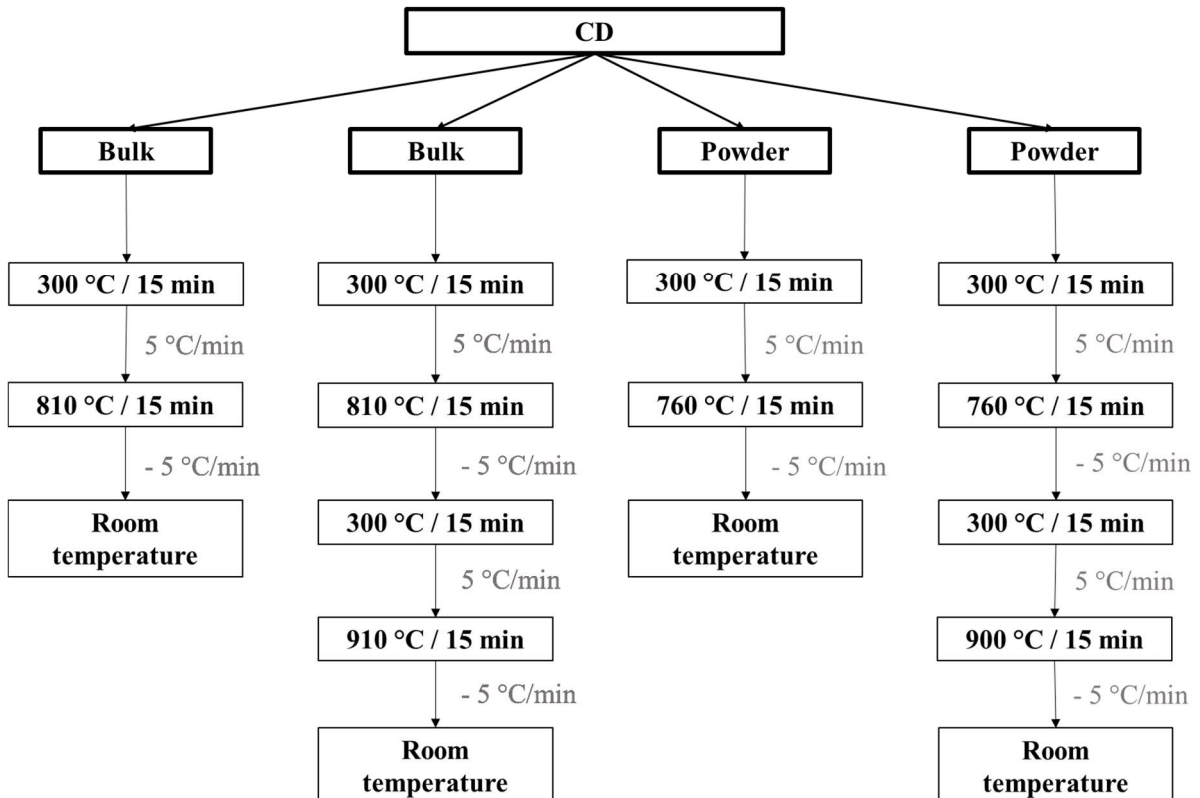 CD
Bulk
Bulk
Powder
Powder
300 °C / 15 min
300 °C / 15 min
300 °C / 15 min
300 °C / 15 min
5 °C/min
5 °C/min
5 °C/min
5 °C/min
810 °C / 15 min
810 °C / 15 min
760 °C / 15 min
760 °C / 15 min
- 5 °C/min
- 5 °C/min
- 5 °C/min
- 5 °C/min
Room
temperature
300 °C / 15 min
Room
temperature
300 °C / 15 min
5 °C/min
5 °C/min
910 °C / 15 min
900 °C / 15 min
- 5 °C/min
- 5 °C/min
Room
temperature
Room
temperature